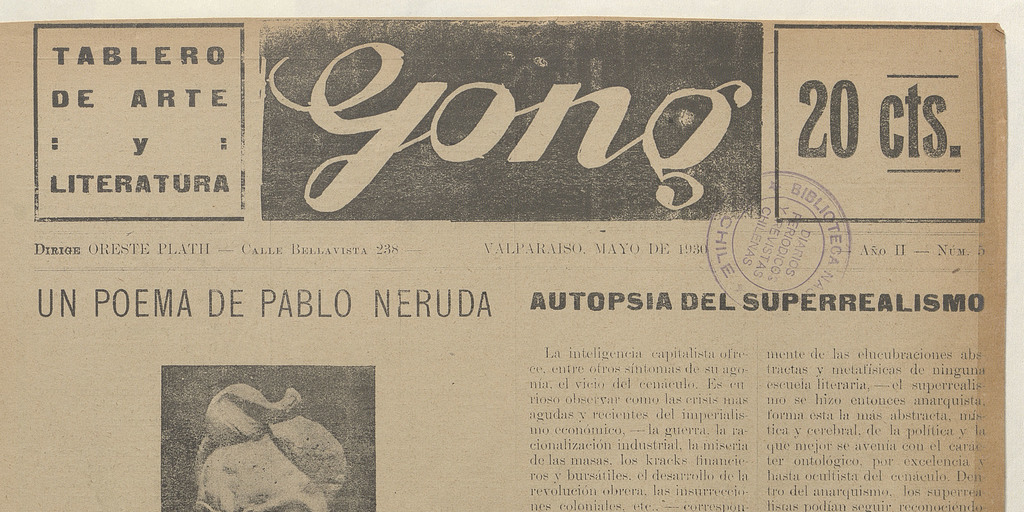 TABLERO
DE ARTE
: y :
LITERATURA
Gong
20 cts.
Dirige ORESTE PLATH — Calle Bellavista 238 —
VALPARAISO, MAYO DE 1930
Año II — Núm. 5
BIBLIOTECA NAC
CHILE
DIARIOS
PERIODICOS
REVISTAS
CHILENAS
UN POEMA DE PABLO NERUDA
AUTOPSIA DEL SUPERREALISMO
La inteligencia capitalista ofre-
ce, entre otros síntomas de su ago-
nía, el vicio del cenáculo. Es cu
rioso observar como las crisis mas
agudas y recientes del imperialis-
mo económico, — la guerra, la ra-
cionalización industrial, la miseria
de las masas, los kracks financie-
ros y bursátiles, el desarrollo de la
revolución obrera, las insurreccio-
nes coloniales, etc., — correspon-
mente de las elucubraciones abs-
tractas y metafísicas de ninguna
escuela literaria, — el superrealis-
mo se hizo entonces anarquista,
forma esta la más abstracta, mís-
tica y cerebral, de la política y la
que mejor se avenía con el carac-
ter ontológico, por excelencia y
hasta ocultista del cenáculo. Den-
tro del anarquismo, los superrea-
listas podían seguir reconociendo